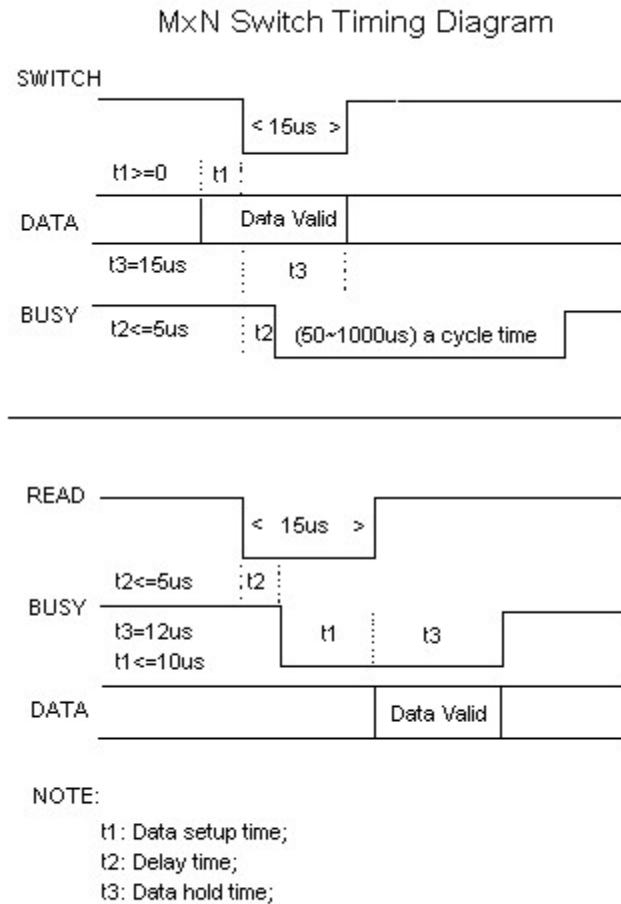 MxN Switch Timing Diagram
SWITCH
< 15us >
t1>=0
t1
DATA
Data Valid
t3=15us
t3
BUSY
t2<=5us
t2
(50~1000us) a cycle time
READ
< 15us >
t2<=5us
t2
BUSY
t3=12us
t1
t3
t1<=10us
DATA
Data Valid
NOTE:
t1: Data setup time;
t2: Delay time;
t3: Data hold time;